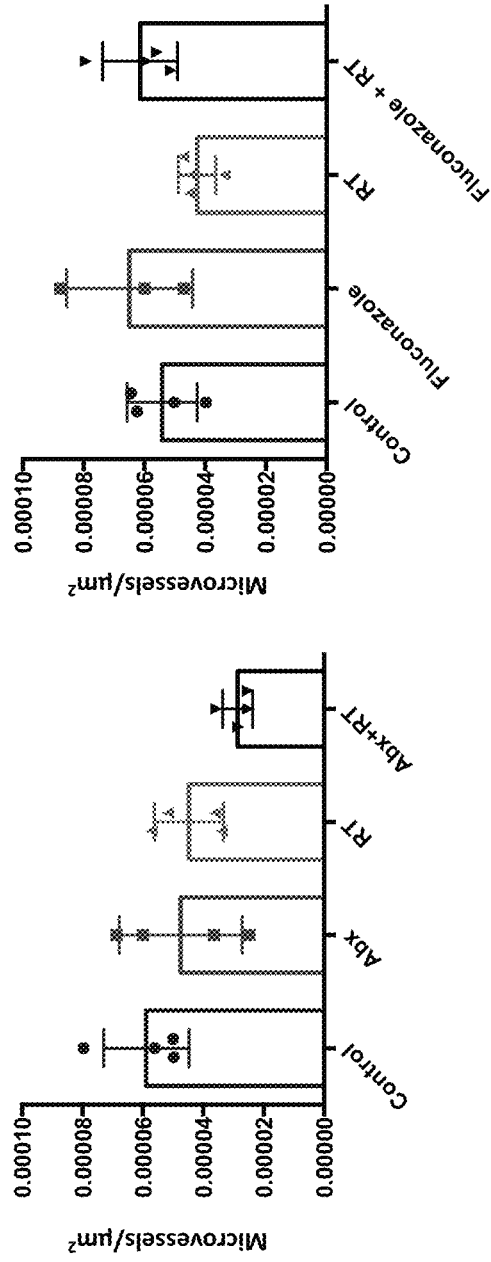 Microvessels/µm²
0.00010
0.00008
0.00006
0.00004
0.00002
0.00000
Control
Abx
RT
Abx+RT
Microvessels/µm²
0.00010
0.00008
0.00006
0.00004
0.00002
0.00000
Control
Fluconazole
RT
Fluconazole + RT